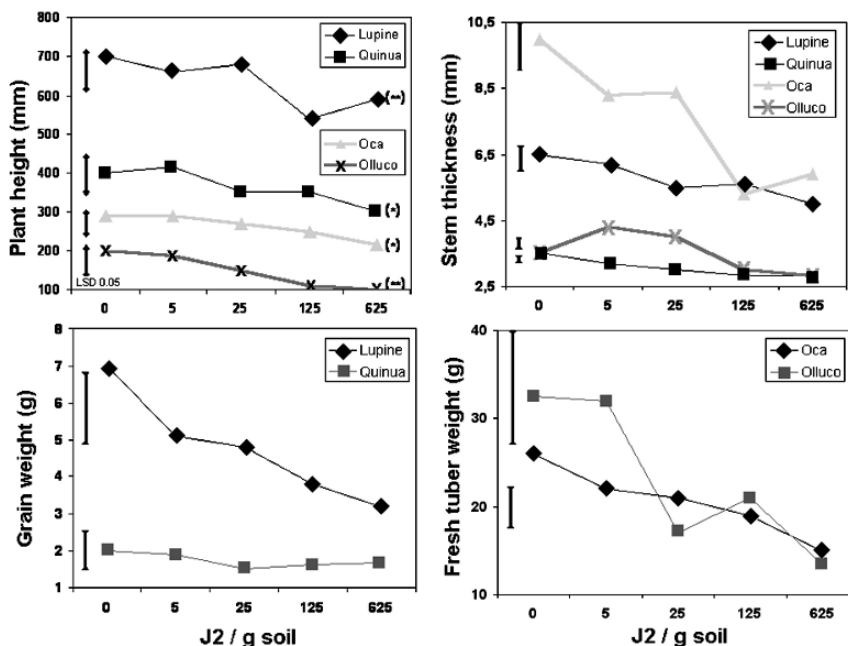 Plant height (mm)
800
700
600
500
400
300
200
100
Lupine
Quinua
Oca
Olluco
(**)
(*)
(*)
(**)
LSD 0.05
0 5 25 125 625
Stem thickness (mm)
10,5
8,5
6,5
4,5
2,5
Lupine
Quinua
Oca
Olluco
0 5 25 125 625
Grain weight (g)
8
7
6
5
4
3
2
1
Lupine
Quinua
0 5 25 125 625
J2 / g soil
Fresh tuber weight (g)
40
30
20
10
Oca
Olluco
0 5 25 125 625
J2 / g soil